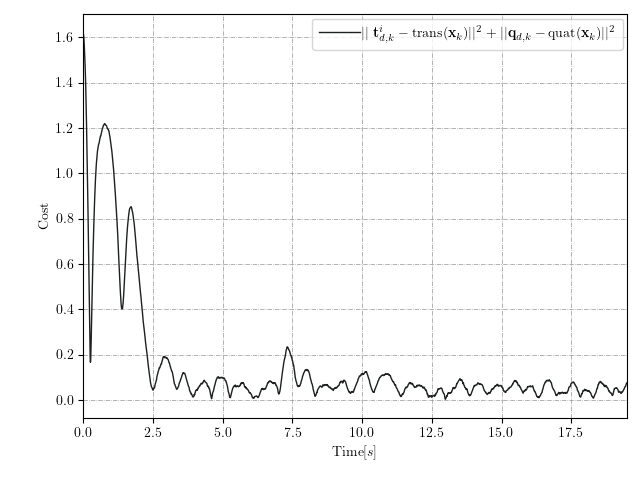 || t^i_{d,k} − trans(x_k)||^2 + ||q_{d,k} − quat(x_k)||^2
1.6
1.4
1.2
1.0
0.8
0.6
0.4
0.2
0.0
Cost
0.0 2.5 5.0 7.5 10.0 12.5 15.0 17.5
Time[s]